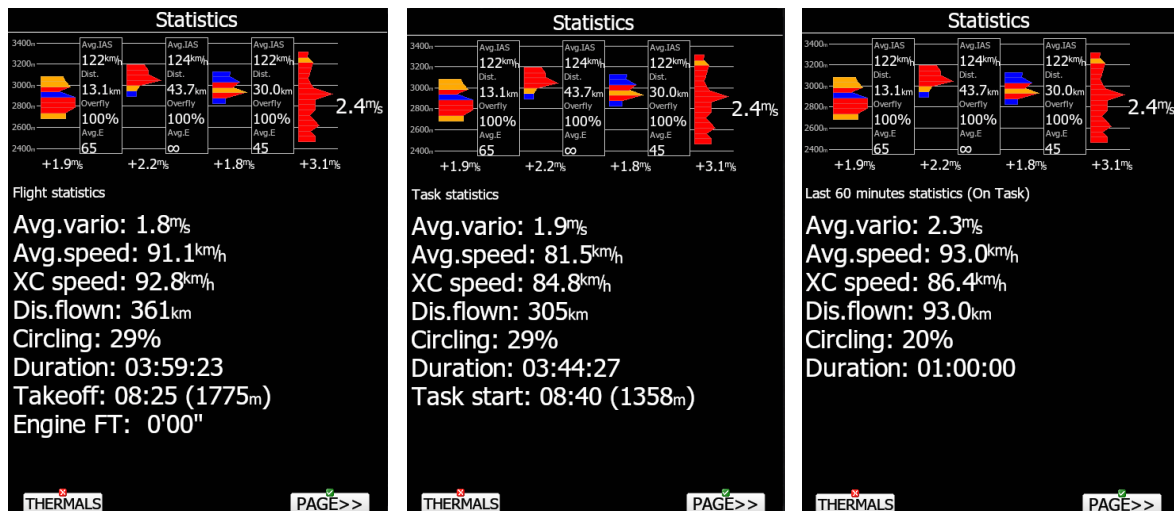 Statistics
3400m
3200m
3000m
2800m
2600m
2400m
Avg.IAS
122km/h
Dist.
13.1km
Overfly
100%
Avg.E
65
Avg.IAS
124km/h
Dist.
43.7km
Overfly
100%
Avg.E
∞
Avg.IAS
122km/h
Dist.
30.0km
Overfly
100%
Avg.E
45
2.4m/s
+1.9m/s +2.2m/s +1.8m/s +3.1m/s
Flight statistics
Avg.vario: 1.8m/s
Avg.speed: 91.1km/h
XC speed: 92.8km/h
Dis.flown: 361km
Circling: 29%
Duration: 03:59:23
Takeoff: 08:25 (1775m)
Engine FT: 0'00"
THERMALS
PAGE>>
Statistics
3400m
3200m
3000m
2800m
2600m
2400m
Avg.IAS
122km/h
Dist.
13.1km
Overfly
100%
Avg.E
65
Avg.IAS
124km/h
Dist.
43.7km
Overfly
100%
Avg.E
∞
Avg.IAS
122km/h
Dist.
30.0km
Overfly
100%
Avg.E
45
2.4m/s
+1.9m/s +2.2m/s +1.8m/s +3.1m/s
Task statistics
Avg.vario: 1.9m/s
Avg.speed: 81.5km/h
XC speed: 84.8km/h
Dis.flown: 305km
Circling: 29%
Duration: 03:44:27
Task start: 08:40 (1358m)
THERMALS
PAGE>>
Statistics
3400m
3200m
3000m
2800m
2600m
2400m
Avg.IAS
122km/h
Dist.
13.1km
Overfly
100%
Avg.E
65
Avg.IAS
124km/h
Dist.
43.7km
Overfly
100%
Avg.E
∞
Avg.IAS
122km/h
Dist.
30.0km
Overfly
100%
Avg.E
45
2.4m/s
+1.9m/s +2.2m/s +1.8m/s +3.1m/s
Last 60 minutes statistics (On Task)
Avg.vario: 2.3m/s
Avg.speed: 93.0km/h
XC speed: 86.4km/h
Dis.flown: 93.0km
Circling: 20%
Duration: 01:00:00
THERMALS
PAGE>>